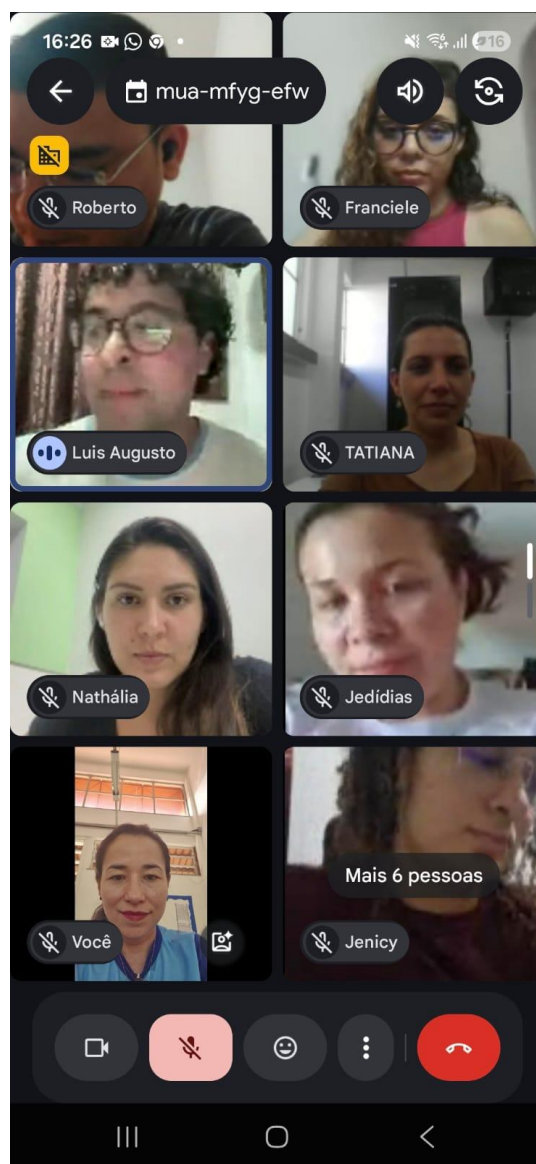 16:26
16
mua-mfyg-efw
Roberto
Franciele
Luis Augusto
TATIANA
Nathália
Jedídias
Mais 6 pessoas
Você
Jenicy